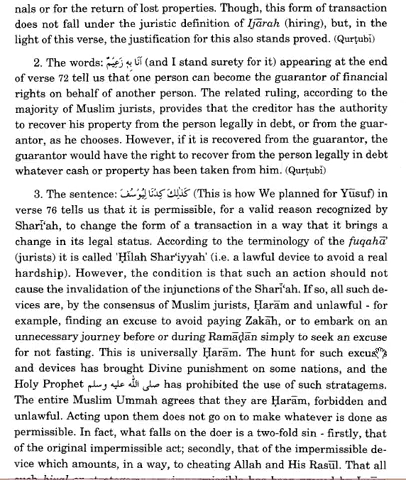 nals or for the return of lost properties. Though, this form of transaction
does not fall under the juristic definition of Ijārah (hiring), but, in the
light of this verse, the justification for this also stands proved. (Qurṭubī)
2. The words: أَنَا بِهِ زَعِيْمٌ (and I stand surety for it) appearing at the end
of verse 72 tell us that one person can become the guarantor of financial
rights on behalf of another person. The related ruling, according to the
majority of Muslim jurists, provides that the creditor has the authority
to recover his property from the person legally in debt, or from the guar-
antor, as he chooses. However, if it is recovered from the guarantor, the
guarantor would have the right to recover from the person legally in debt
whatever cash or property has been taken from him. (Qurṭubī)
3. The sentence: كَذَٰلِكَ كِدْنَا لِيُوْسُفَ (This is how We planned for Yūsuf) in
verse 76 tells us that it is permissible, for a valid reason recognized by
Sharī‘ah, to change the form of a transaction in a way that it brings a
change in its legal status. According to the terminology of the fuqahā’
(jurists) it is called ‘Ḥīlah Shar‘iyyah’ (i.e. a lawful device to avoid a real
hardship). However, the condition is that such an action should not
cause the invalidation of the injunctions of the Sharī‘ah. If so, all such de-
vices are, by the consensus of Muslim jurists, Ḥaram and unlawful - for
example, finding an excuse to avoid paying Zakāh, or to embark on an
unnecessary journey before or during Ramaḍān simply to seek an excuse
for not fasting. This is universally Ḥaram. The hunt for such excuses
and devices has brought Divine punishment on some nations, and the
Holy Prophet صلى الله عليه وسلم has prohibited the use of such stratagems.
The entire Muslim Ummah agrees that they are Ḥaram, forbidden and
unlawful. Acting upon them does not go on to make whatever is done as
permissible. In fact, what falls on the doer is a two-fold sin - firstly, that
of the original impermissible act; secondly, that of the impermissible de-
vice which amounts, in a way, to cheating Allah and His Rasūl. That all